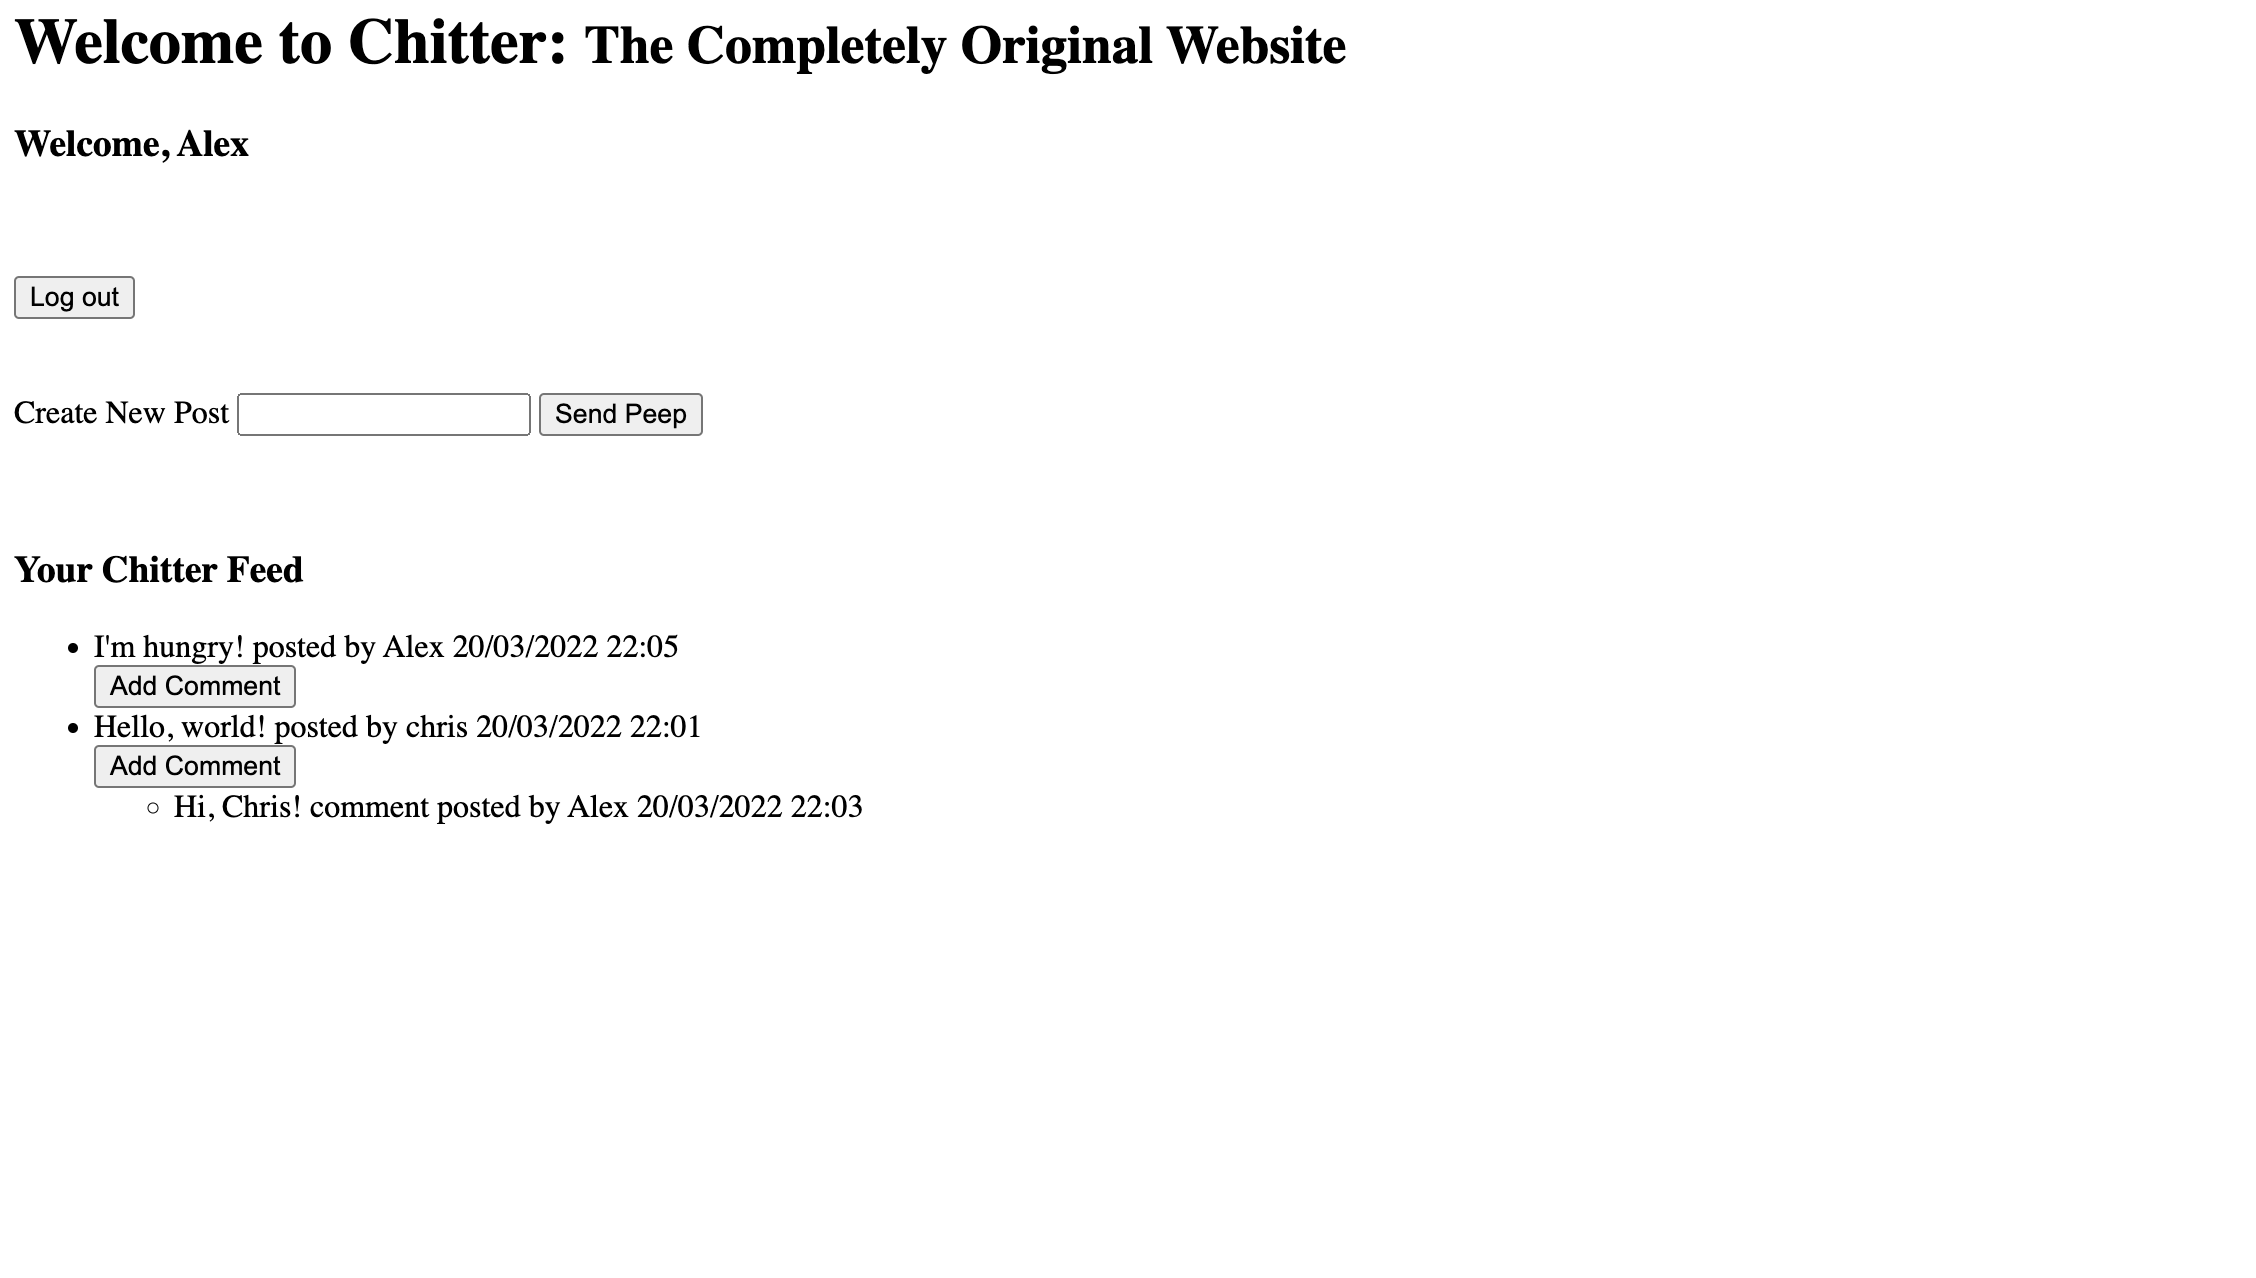 Welcome to Chitter: The Completely Original Website
Welcome, Alex
Log out
Create New Post Send Peep
Your Chitter Feed
I'm hungry! posted by Alex 20/03/2022 22:05
Add Comment
Hello, world! posted by chris 20/03/2022 22:01
Add Comment
Hi, Chris! comment posted by Alex 20/03/2022 22:03